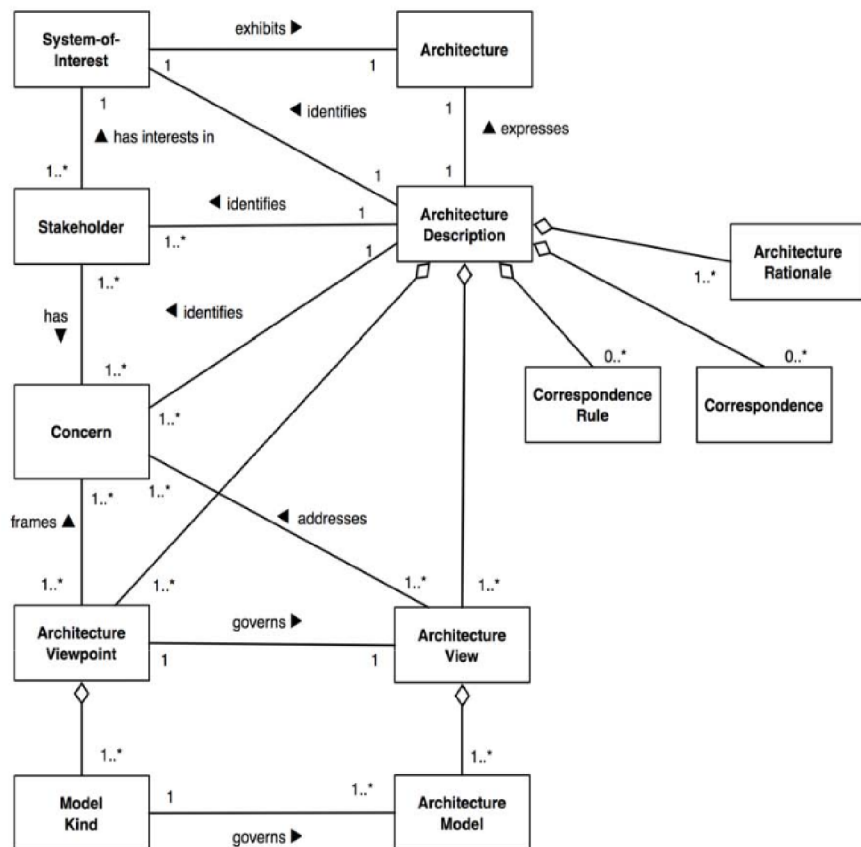 System-of-
Interest
exhibits ▶
Architecture
1
1
1
◀ identifies
1
▲ has interests in
▲ expresses
1..*
1
1
Stakeholder
◀ identifies
1
1..*
Architecture
Description
1
Architecture
Rationale
1..*
1..*
has
▼
◀ identifies
1..*
1..*
0..*
0..*
Concern
Correspondence
Rule
Correspondence
1..*
1..*
frames ▲
◀ addresses
1..*
1..*
1..*
1..*
Architecture
Viewpoint
governs ▶
1
1
Architecture
View
1..*
1..*
Model
Kind
1
1..*
governs ▶
Architecture
Model